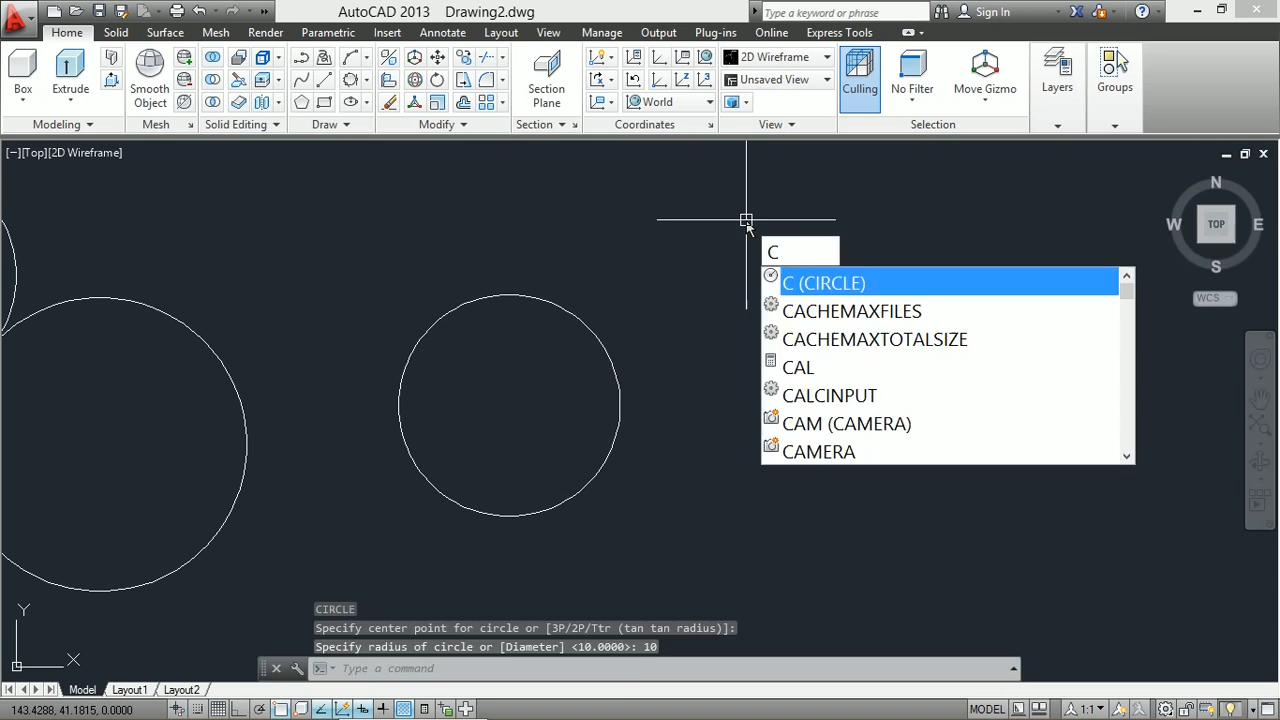 AutoCAD 2013 Drawing2.dwg
Type a keyword or phrase
Sign In
Home Solid Surface Mesh Render Parametric Insert Annotate Layout View Manage Output Plug-ins Online Express Tools
Box
Extrude
Smooth
Object
Section
Plane
2D Wireframe
Unsaved View
World
Culling
No Filter
Move Gizmo
Layers
Groups
Modeling Mesh Solid Editing Draw Modify Section Coordinates View Selection
[−][Top][2D Wireframe]
N
W TOP E
S
WCS
C
C (CIRCLE)
CACHEMAXFILES
CACHEMAXTOTALSIZE
CAL
CALCINPUT
CAM (CAMERA)
CAMERA
Y
X
CIRCLE
Specify center point for circle or [3P/2P/Ttr (tan tan radius)]:
Specify radius of circle or [Diameter] <10.0000>: 10
Type a command
Model Layout1 Layout2
143.4288, 41.1815, 0.0000
MODEL
1:1